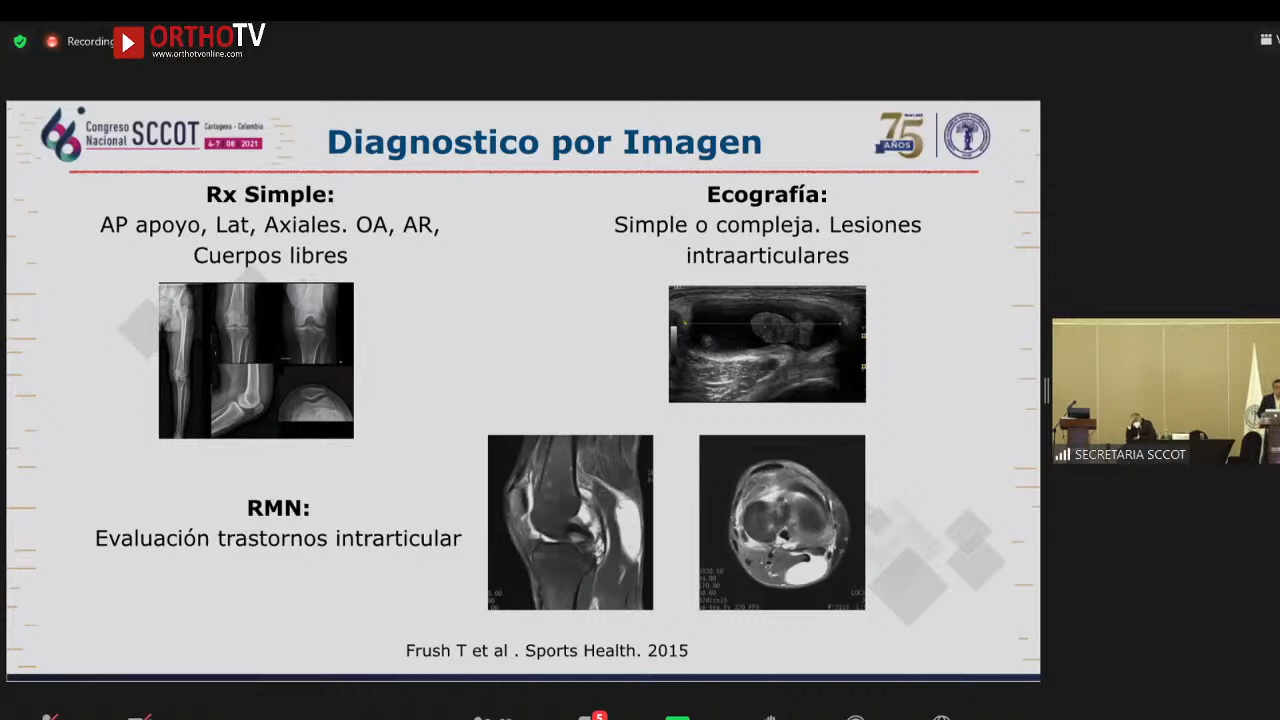 Recording
ORTHOTV
www.orthotvonline.com
Congreso
Nacional SCCOT
Cartagena - Colombia
4-7 08 2021
Diagnostico por Imagen
75
AÑOS
Rx Simple:
AP apoyo, Lat, Axiales. OA, AR,
Cuerpos libres
Ecografía:
Simple o compleja. Lesiones
intraarticulares
RMN:
Evaluación trastornos intrarticular
Frush T et al . Sports Health. 2015
SECRETARIA SCCOT
5